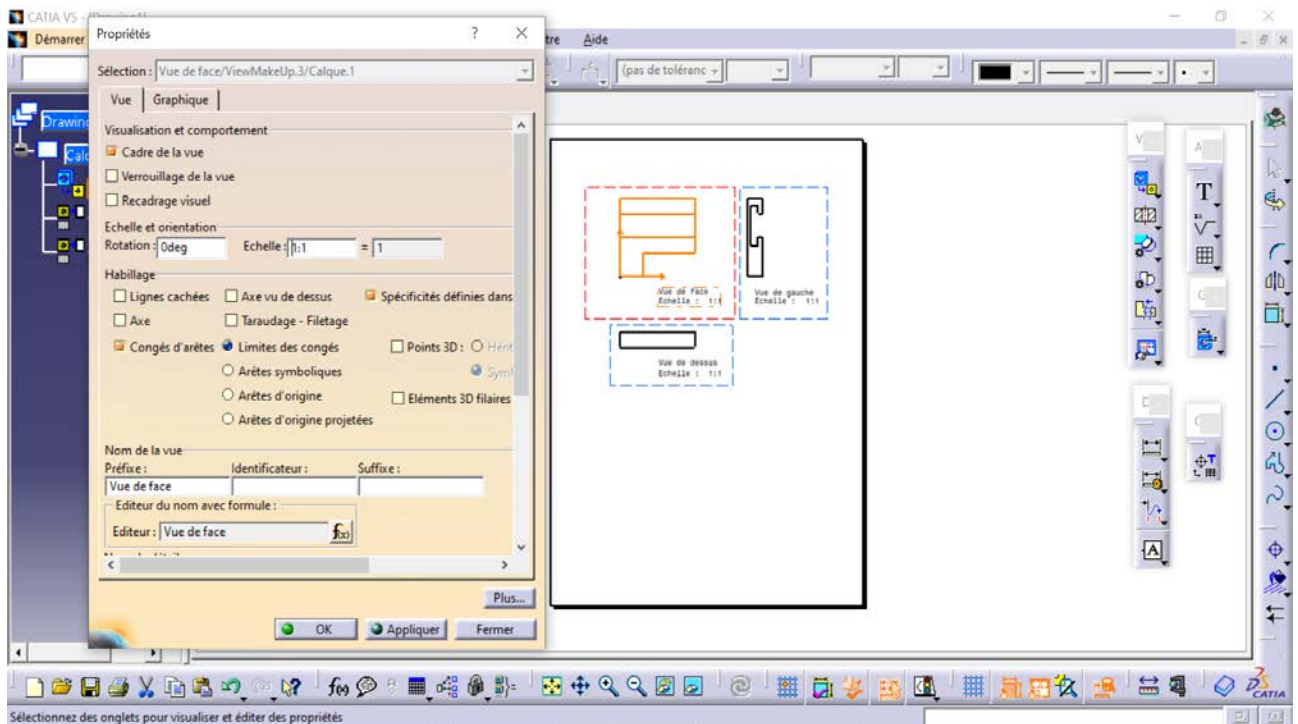 CATIA V5 - [Drawing1]
Propriétés
? ×
Démarrer
tre Aide
Sélection : Vue de face/ViewMakeUp.3/Calque.1
(pas de toléranc
Vue Graphique
Drawin
Calq
Visualisation et comportement
Cadre de la vue
Verrouillage de la vue
Recadrage visuel
Echelle et orientation
Rotation : 0deg Echelle : 1:1 = 1
Habillage
Lignes cachées Axe vu de dessus Spécificités définies dans
Axe Taraudage - Filetage
Congés d'arêtes Limites des congés Points 3D : Hérit
Arêtes symboliques Symb
Arêtes d'origine Eléments 3D filaires
Arêtes d'origine projetées
Nom de la vue
Préfixe : Identificateur : Suffixe :
Vue de face
Editeur du nom avec formule :
Editeur : Vue de face f(x)
Plus...
OK Appliquer Fermer
Vue de face
Echelle : 1:1
Vue de gauche
Echelle : 1:1
Vue de dessus
Echelle : 1:1
V
A
T
G
D
A
T
f(x)
CATIA
Sélectionnez des onglets pour visualiser et éditer des propriétés